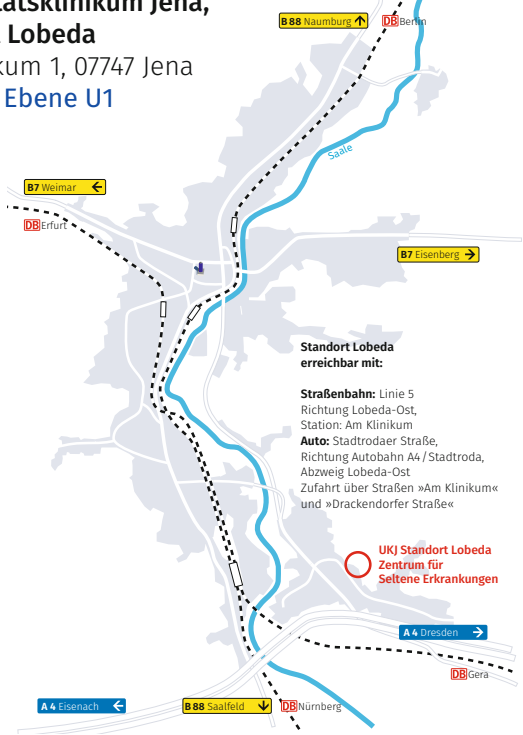 Lobeda
1, 07747 Jena
Ebene U1
B 88 Naumburg ↑
DB Berlin
Saale
B7 Weimar ←
DB Erfurt
B7 Eisenberg →
Standort Lobeda
erreichbar mit:
Straßenbahn: Linie 5
Richtung Lobeda-Ost,
Station: Am Klinikum
Auto: Stadtrodaer Straße,
Richtung Autobahn A4 / Stadtroda,
Abzweig Lobeda-Ost
Zufahrt über Straßen »Am Klinikum«
und »Drackendorfer Straße«
UKJ Standort Lobeda
Zentrum für
Seltene Erkrankungen
A 4 Dresden →
DB Gera
A 4 Eisenach ←
B 88 Saalfeld ↓
DB Nürnberg